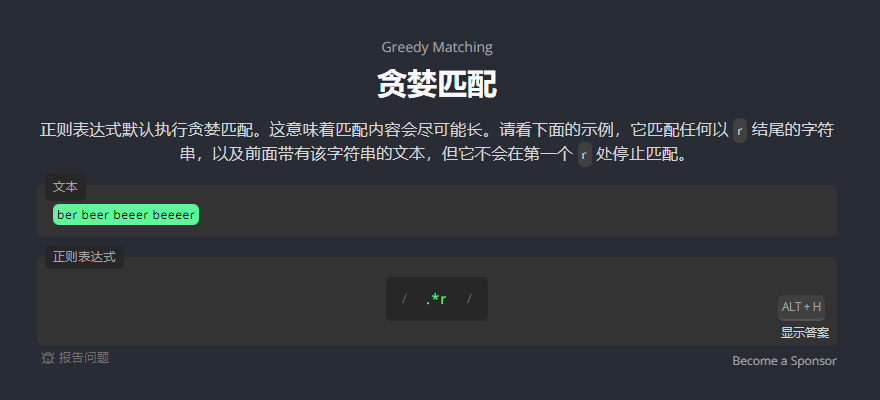 Greedy Matching
贪婪匹配
正则表达式默认执行贪婪匹配。这意味着匹配内容会尽可能长。请看下面的示例，它匹配任何以 r 结尾的字符
串，以及前面带有该字符串的文本，但它不会在第一个 r 处停止匹配。
文本
ber beer beeer beeeer
正则表达式
/ .*r /
ALT + H
显示答案
报告问题
Become a Sponsor